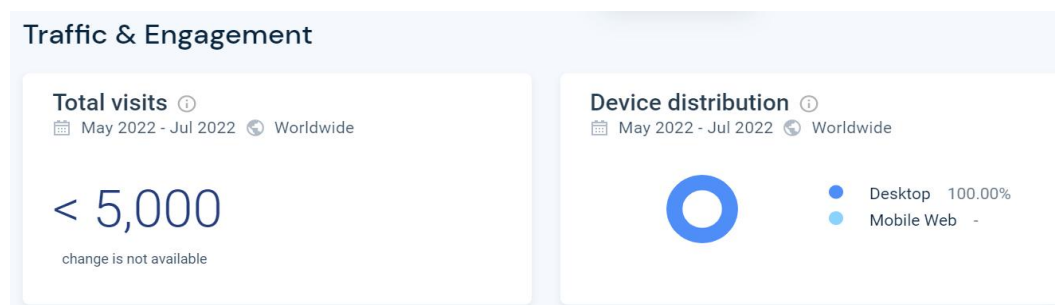 Traffic & Engagement
Total visits
May 2022 - Jul 2022 Worldwide
< 5,000
change is not available
Device distribution
May 2022 - Jul 2022 Worldwide
Desktop 100.00%
Mobile Web -